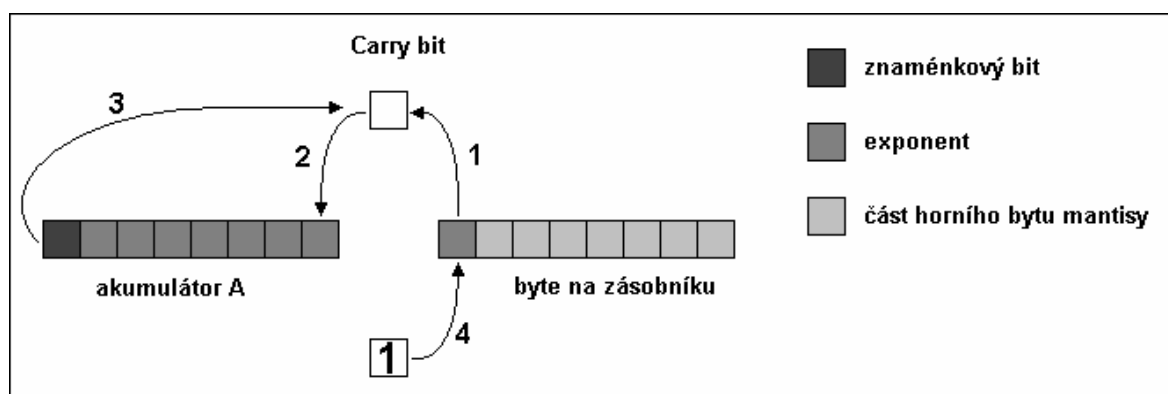 Carry bit
znaménkový bit
3
2
1
exponent
část horního bytu mantisy
akumulátor A
byte na zásobníku
1
4